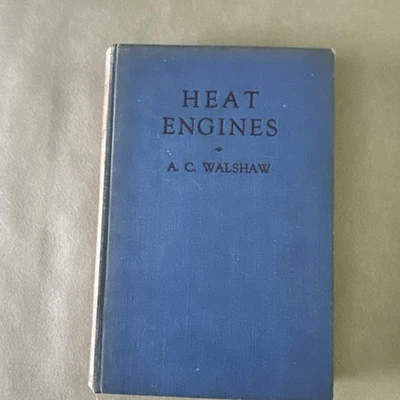 HEAT
ENGINES
A. C. WALSHAW